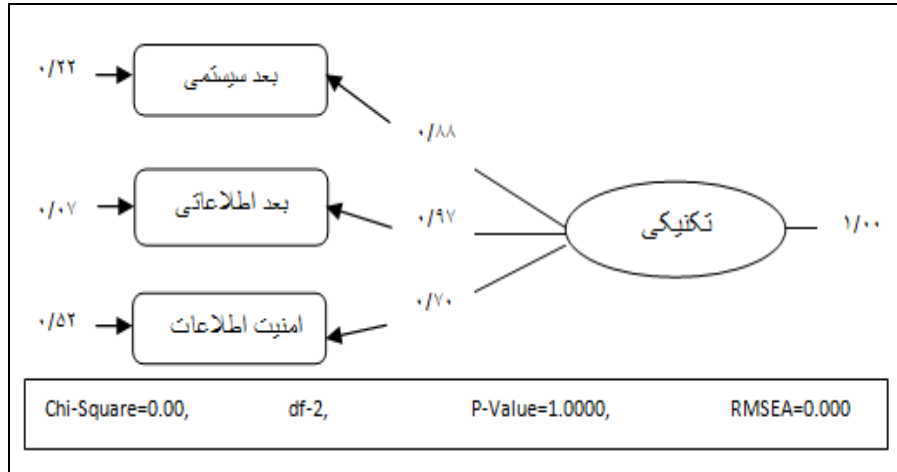 ۰/۲۲ بعد سیستمی
۰/۸۸
۰/۰۷ بعد اطلاعاتی ۰/۹۷ تکنیکی ۱/۰۰
۰/۷۰
۰/۵۲ امنیت اطلاعات
Chi-Square=0.00, df-2, P-Value=1.0000, RMSEA=0.000